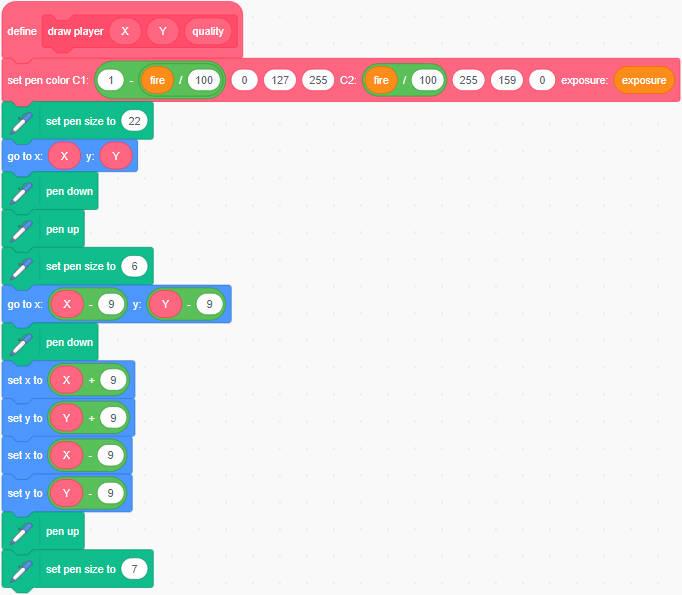 define draw player X Y quality
set pen color C1: 1 - fire / 100 0 127 255 C2: fire / 100 255 159 0 exposure: exposure
set pen size to 22
go to x: X y: Y
pen down
pen up
set pen size to 6
go to x: X - 9 y: Y - 9
pen down
set x to X + 9
set y to Y + 9
set x to X - 9
set y to Y - 9
pen up
set pen size to 7